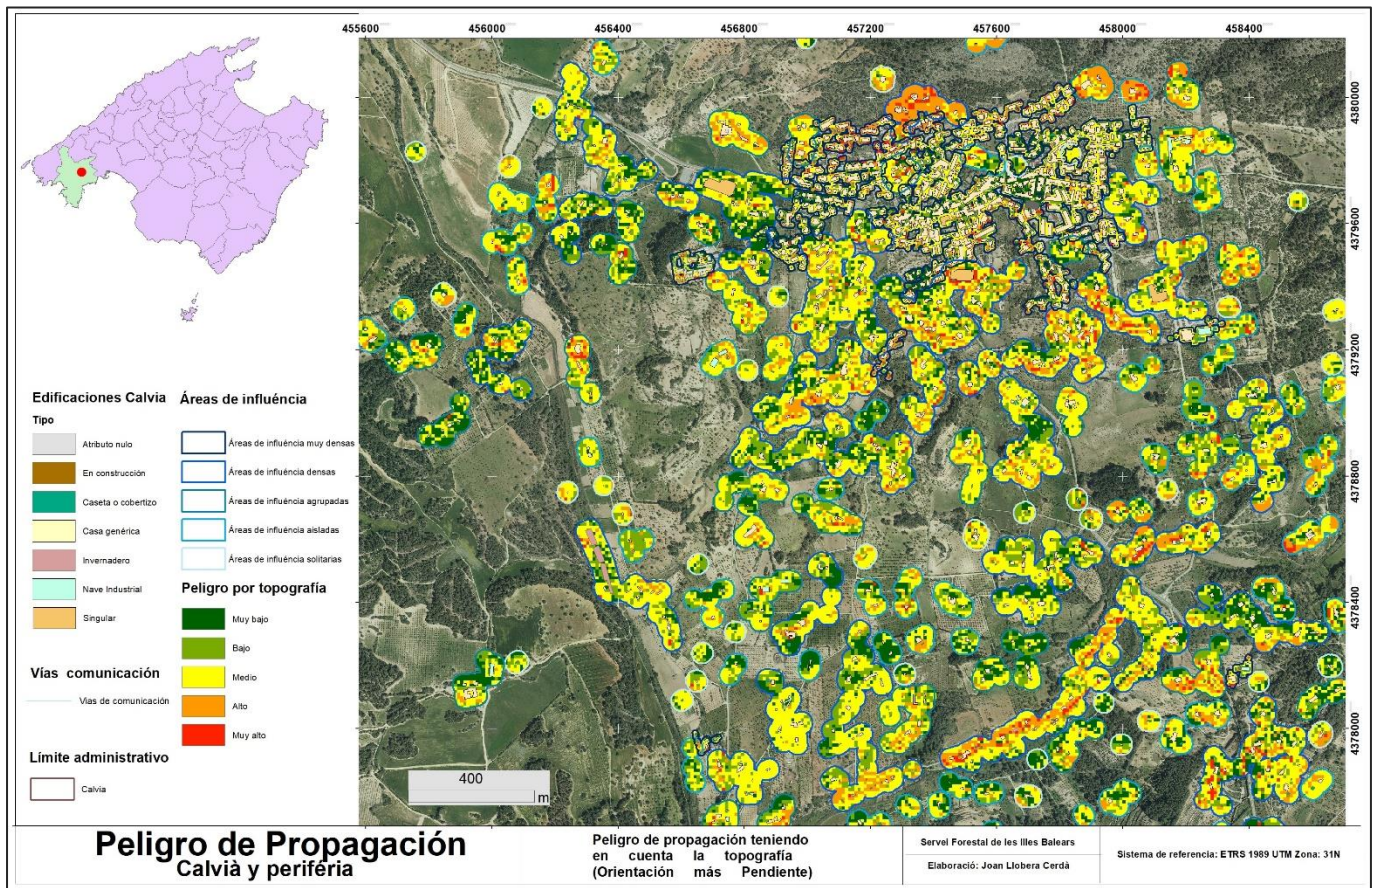 455600 456000 456400 456800 457200 457600 458000 458400
4380000
4379600
4379200
4378800
4378400
4378000
Edificaciones Calvia
Tipo
Atributo nulo
En construcción
Caseta o cobertizo
Casa genérica
Invernadero
Nave Industrial
Singular
Vías comunicación
Vias de comunicación
Límite administrativo
Calvia
Áreas de influéncia
Áreas de influéncia muy densas
Áreas de influéncia densas
Áreas de influéncia agrupadas
Áreas de influéncia aisladas
Áreas de influéncia solitarias
Peligro por topografía
Muy bajo
Bajo
Medio
Alto
Muy alto
400
m
Peligro de Propagación
Calvià y periféria
Peligro de propagación teniendo
en cuenta la topografía
(Orientación más Pendiente)
Servei Forestal de les Illes Balears
Elaboració: Joan Llobera Cerdà
Sistema de referencia: ETRS 1989 UTM Zona: 31N